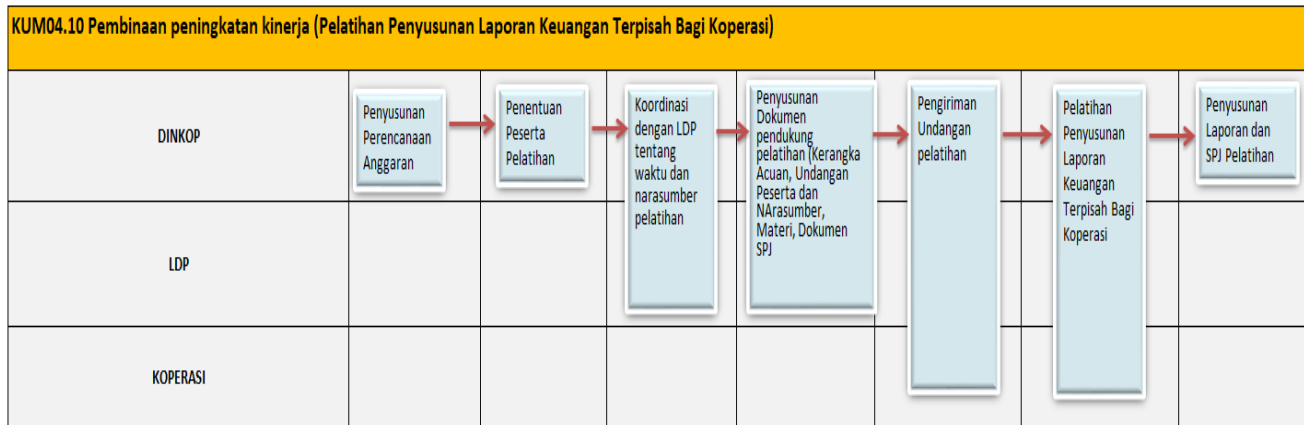 KUM04.10 Pembinaan peningkatan kinerja (Pelatihan Penyusunan Laporan Keuangan Terpisah Bagi Koperasi)
DINKOP
Penyusunan
Perencanaan
Anggaran
Penentuan
Peserta
Pelatihan
Koordinasi
dengan LDP
tentang
waktu dan
narasumber
pelatihan
Penyusunan
Dokumen
pendukung
pelatihan (Kerangka
Acuan, Undangan
Peserta dan
NArasumber,
Materi, Dokumen
SPJ
Pengiriman
Undangan
pelatihan
Pelatihan
Penyusunan
Laporan
Keuangan
Terpisah Bagi
Koperasi
Penyusunan
Laporan dan
SPJ Pelatihan
LDP
KOPERASI